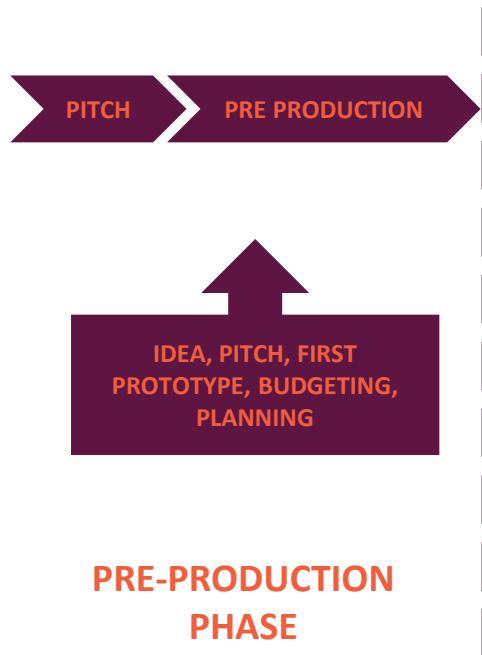 PITCH
PRE PRODUCTION
IDEA, PITCH, FIRST
PROTOTYPE, BUDGETING,
PLANNING
PRE-PRODUCTION
PHASE